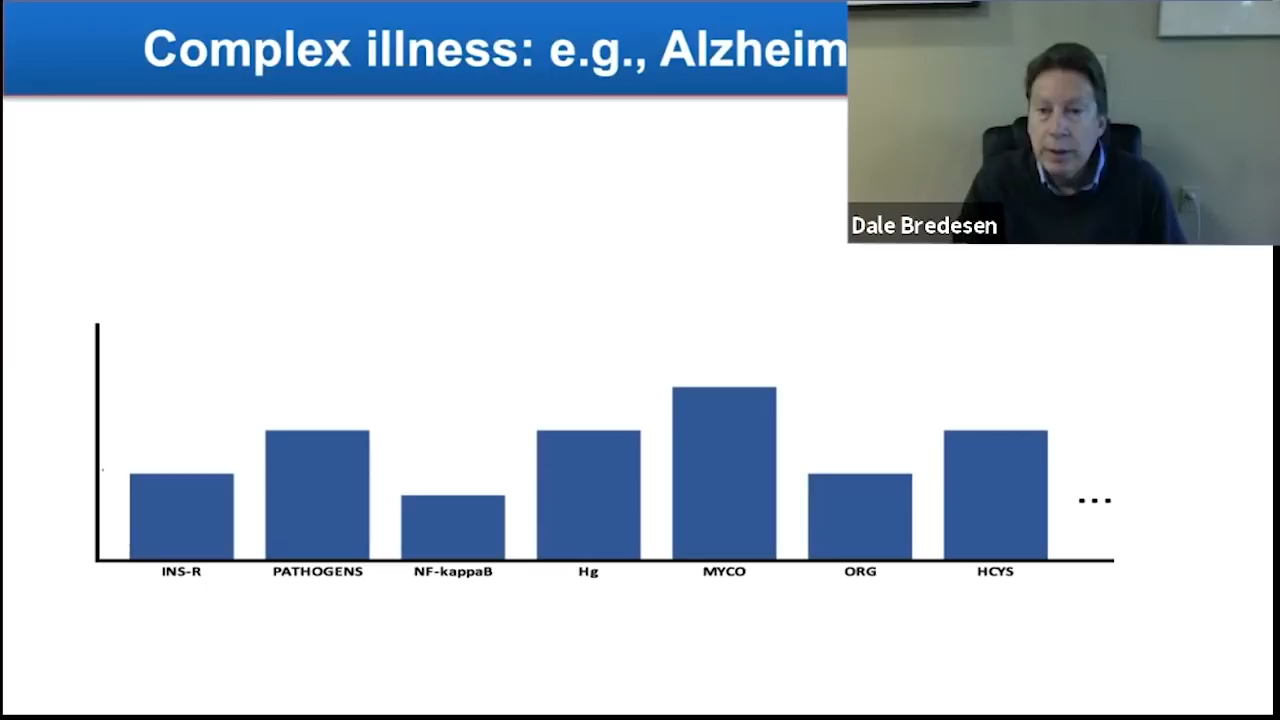 Complex illness: e.g., Alzheim
Dale Bredesen
...
INS-R PATHOGENS NF-kappaB Hg MYCO ORG HCYS